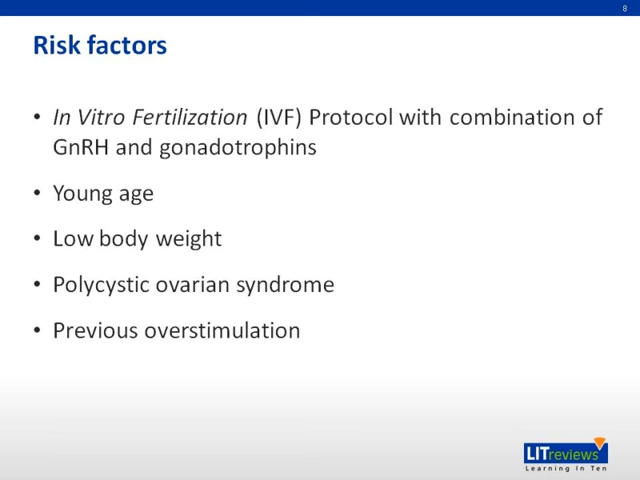 8
Risk factors
• In Vitro Fertilization (IVF) Protocol with combination of
GnRH and gonadotrophins
• Young age
• Low body weight
• Polycystic ovarian syndrome
• Previous overstimulation
LITreviews
Learning In Ten